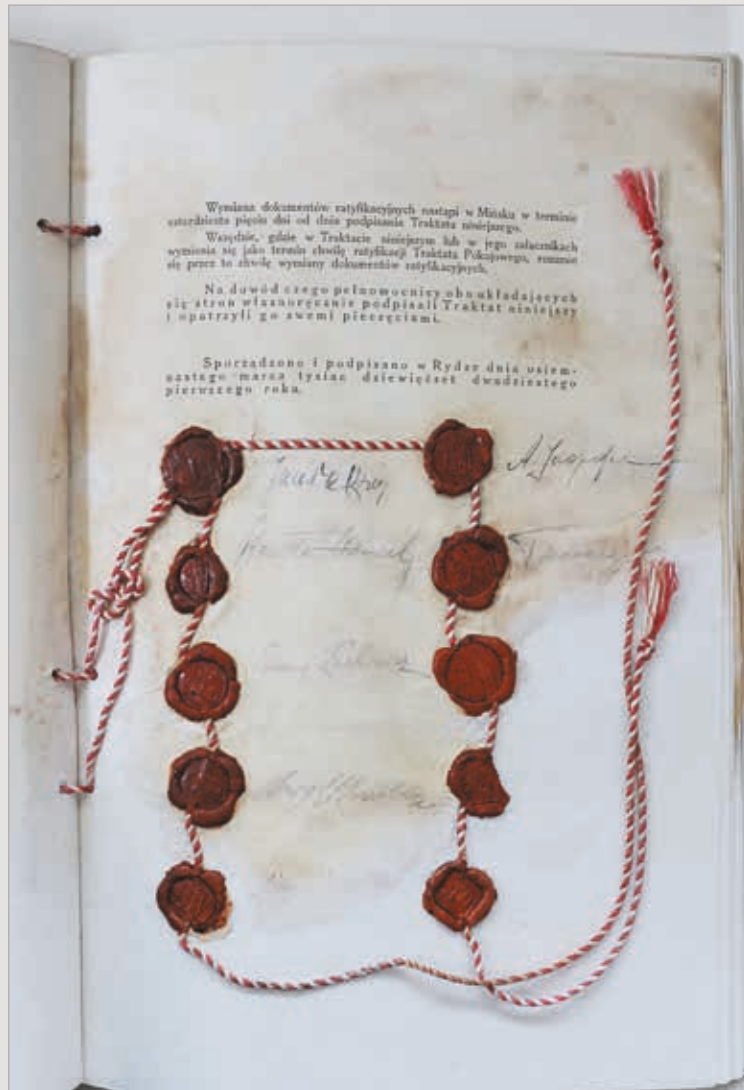 Wymiana dokumentów ratyfikacyjnych nastąpi w Mińsku w terminie
czterdziestu pięciu dni od dnia podpisania Traktatu niniejszego.
Wszędzie, gdzie w Traktacie niniejszym lub w jego załącznikach
wymienia się jako termin chwilę ratyfikacji Traktatu Pokojowego, rozumie
się przez to chwilę wymiany dokumentów ratyfikacyjnych.
Na dowód czego pełnomocnicy obu układających
się stron własnoręcznie podpisali Traktat niniejszy
i opatrzyli go swemi pieczęciami.
Sporządzono i podpisano w Rydze dnia osiem-
nastego marca tysiąc dziewięćset dwudziestego
pierwszego roku.